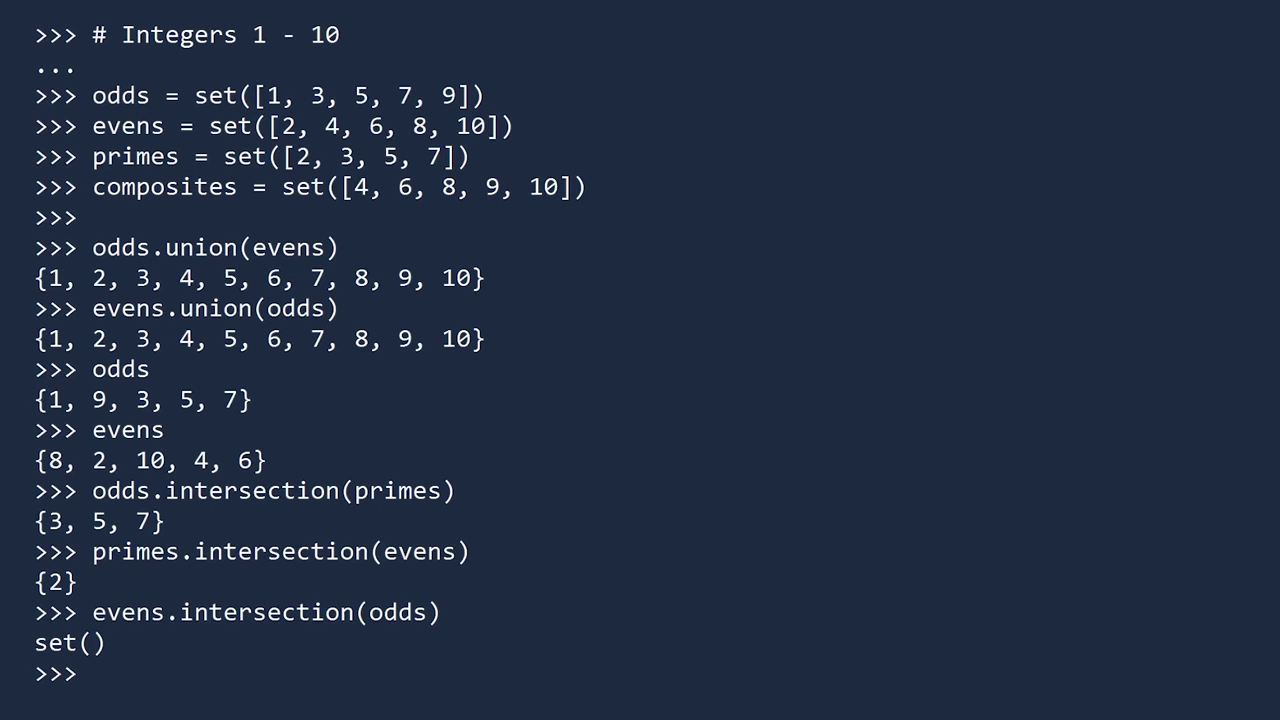 >>> # Integers 1 - 10
...
>>> odds = set([1, 3, 5, 7, 9])
>>> evens = set([2, 4, 6, 8, 10])
>>> primes = set([2, 3, 5, 7])
>>> composites = set([4, 6, 8, 9, 10])
>>>
>>> odds.union(evens)
{1, 2, 3, 4, 5, 6, 7, 8, 9, 10}
>>> evens.union(odds)
{1, 2, 3, 4, 5, 6, 7, 8, 9, 10}
>>> odds
{1, 9, 3, 5, 7}
>>> evens
{8, 2, 10, 4, 6}
>>> odds.intersection(primes)
{3, 5, 7}
>>> primes.intersection(evens)
{2}
>>> evens.intersection(odds)
set()
>>>